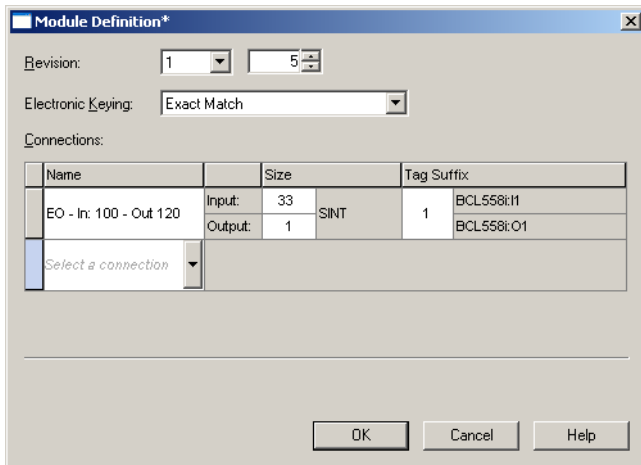 Module Definition*
Revision: 1 5
Electronic Keying: Exact Match
Connections:
Name Size Tag Suffix
EO - In: 100 - Out 120 Input: 33 SINT 1 BCL558i:I1
Output: 1 BCL558i:O1
Select a connection
OK Cancel Help